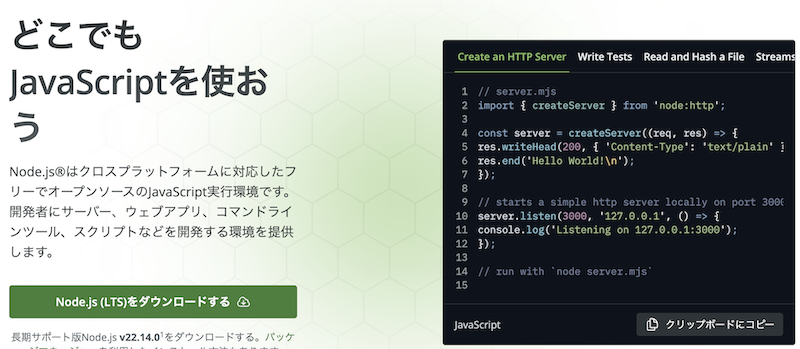 どこでも
JavaScriptを使お
う
Node.js®はクロスプラットフォームに対応したフ
リーでオープンソースのJavaScript実行環境です。
開発者にサーバー、ウェブアプリ、コマンドライ
ンツール、スクリプトなどを開発する環境を提供
します。
Node.js (LTS)をダウンロードする
長期サポート版Node.js v22.14.0¹をダウンロードする。パッケ
Create an HTTP Server Write Tests Read and Hash a File Streams
1 // server.mjs
2 import { createServer } from 'node:http';
3
4 const server = createServer((req, res) => {
5 res.writeHead(200, { 'Content-Type': 'text/plain' }
6 res.end('Hello World!\n');
7 });
8
9 // starts a simple http server locally on port 3000
10 server.listen(3000, '127.0.0.1', () => {
11 console.log('Listening on 127.0.0.1:3000');
12 });
13
14 // run with `node server.mjs`
15
JavaScript クリップボードにコピー